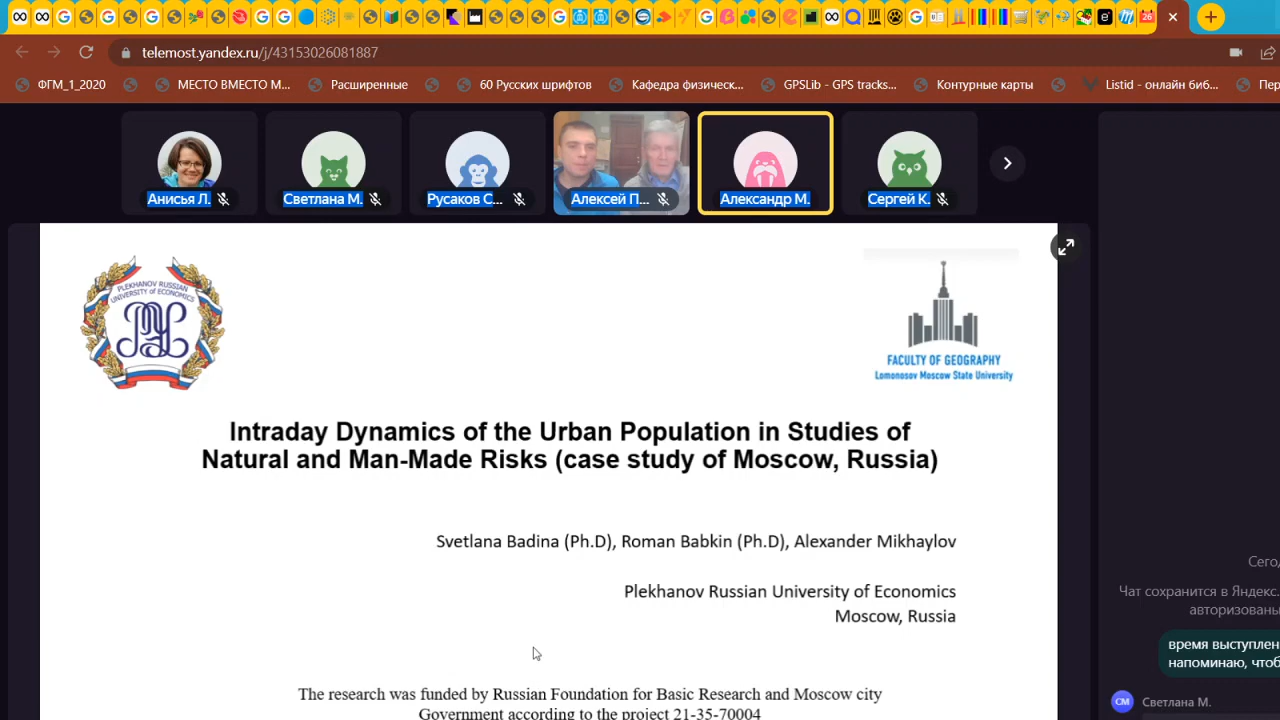 26
telemost.yandex.ru/j/43153026081887
ФГМ_1_2020
МЕСТО ВМЕСТО М...
Расширенные
60 Русских шрифтов
Кафедра физическ...
GPSLib - GPS tracks...
Контурные карты
Listid - онлайн биб...
Пер
Анисья Л.
Светлана М.
Русаков С...
Алексей П...
Александр М.
Сергей К.
PLEKHANOV RUSSIAN
UNIVERSITY OF ECONOMICS
FACULTY OF GEOGRAPHY
Lomonosov Moscow State University
Intraday Dynamics of the Urban Population in Studies of
Natural and Man-Made Risks (case study of Moscow, Russia)
Svetlana Badina (Ph.D), Roman Babkin (Ph.D), Alexander Mikhaylov
Plekhanov Russian University of Economics
Moscow, Russia
The research was funded by Russian Foundation for Basic Research and Moscow city
Government according to the project 21-35-70004
Сего
Чат сохранится в Яндекс.
авторизованы
время выступлен
напоминаю, чтоб
СМ
Светлана М.